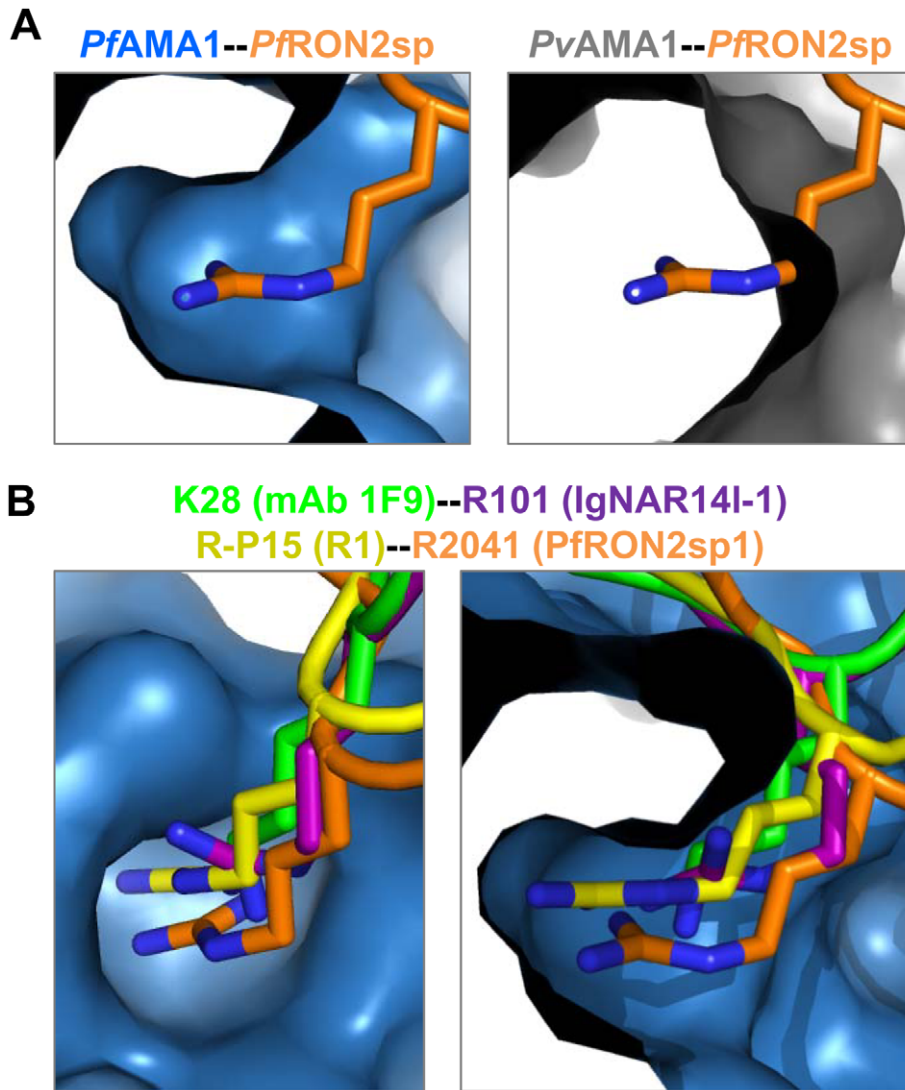 A
PfAMA1--PfRON2sp
PvAMA1--PfRON2sp
B
K28 (mAb 1F9)--R101 (IgNAR14I-1)
R-P15 (R1)--R2041 (PfRON2sp1)